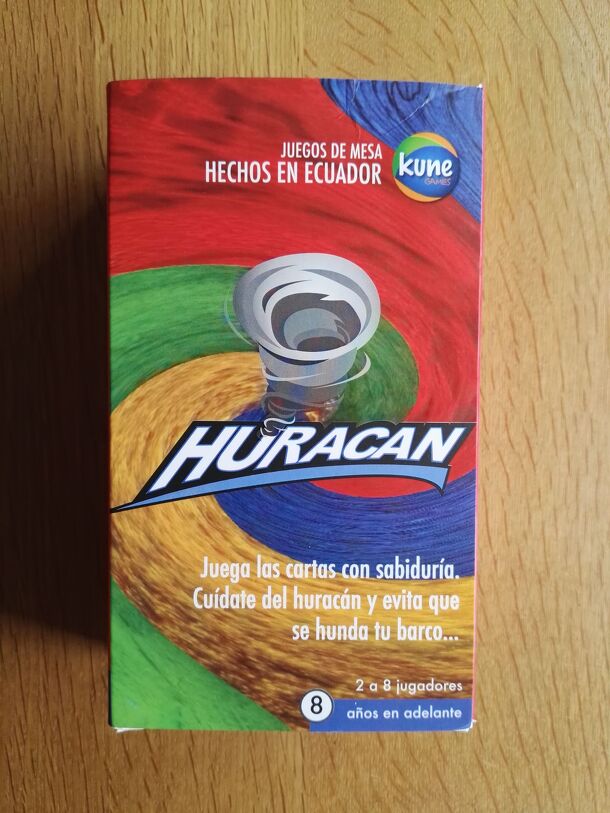 JUEGOS DE MESA
HECHOS EN ECUADOR
kune
GAMES
HURACAN
Juega las cartas con sabiduría.
Cuídate del huracán y evita que
se hunda tu barco...
2 a 8 jugadores
8 años en adelante